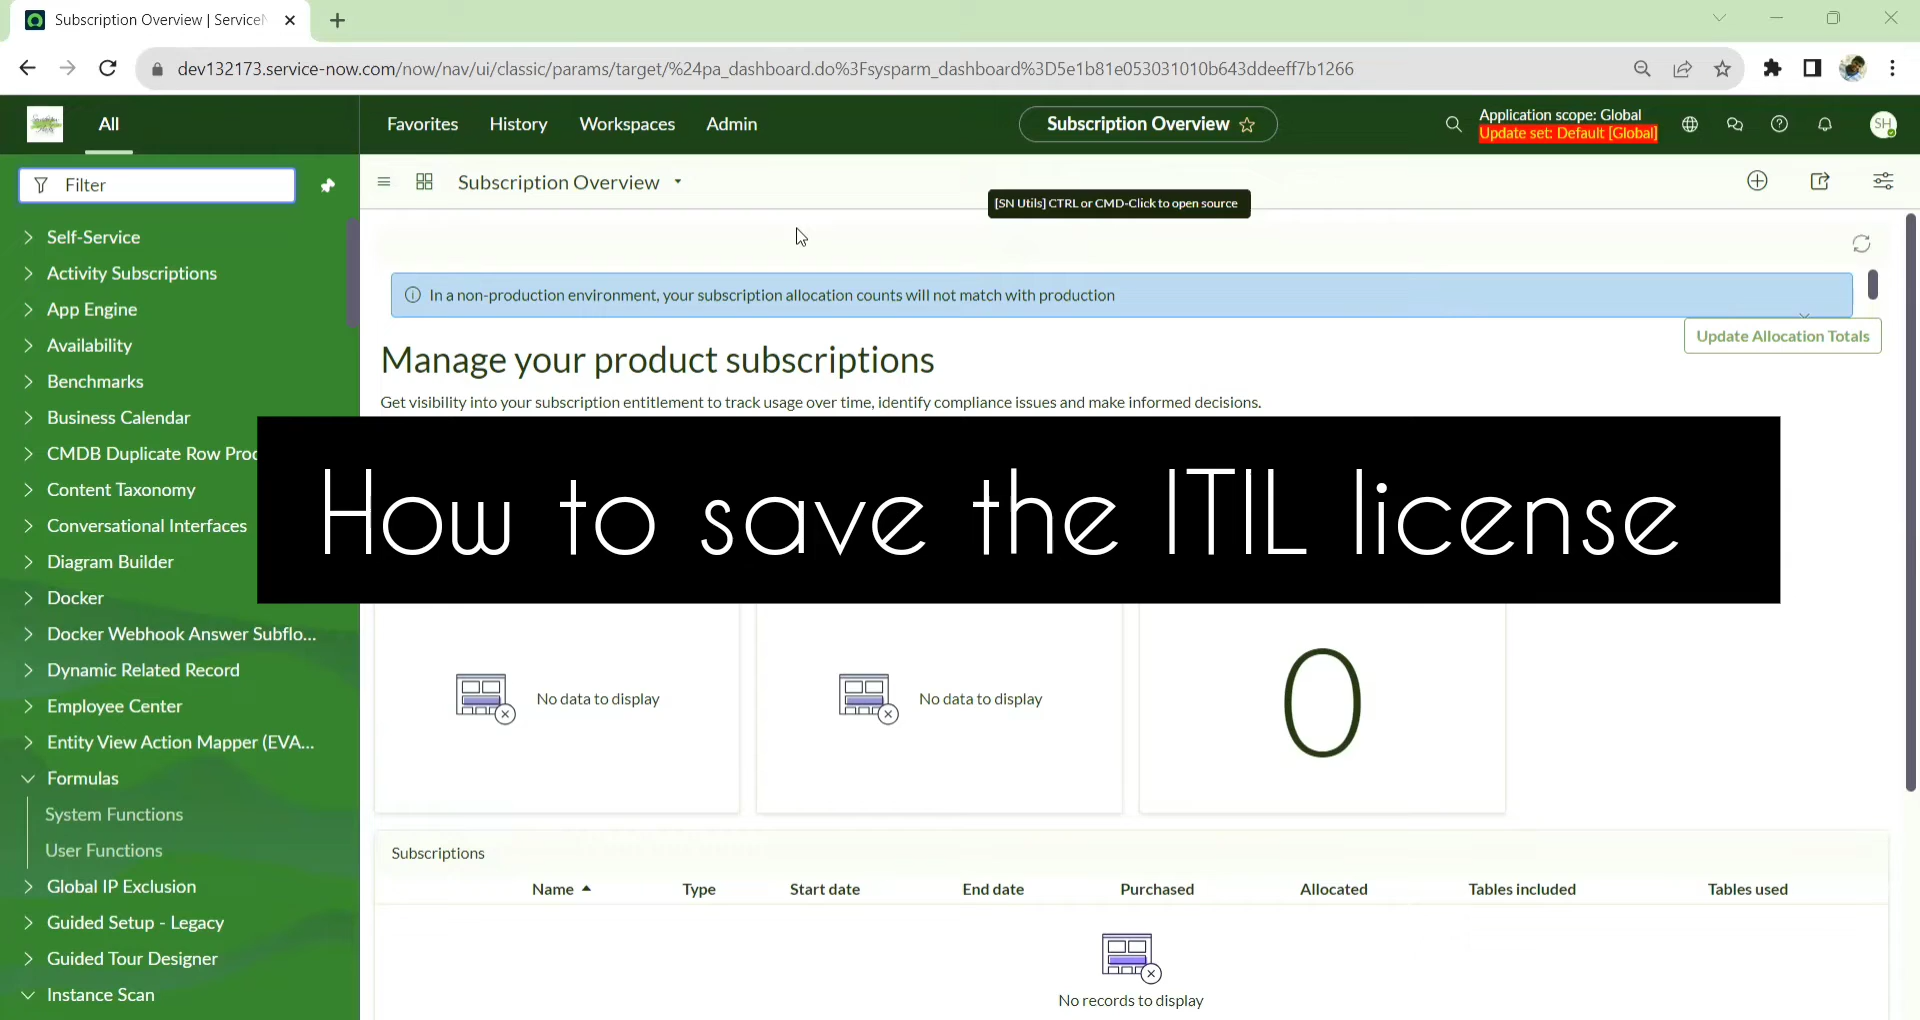 Subscription Overview | Service
dev132173.service-now.com/now/nav/ui/classic/params/target/%24pa_dashboard.do%3Fsysparm_dashboard%3D5e1b81e053031010b643ddeeff7b1266
All
Favorites
History
Workspaces
Admin
Subscription Overview
Application scope: Global
Update set: Default [Global]
SH
Filter
Subscription Overview
[SN Utils] CTRL or CMD-Click to open source
Self-Service
Activity Subscriptions
App Engine
Availability
Benchmarks
Business Calendar
CMDB Duplicate Row Proc
Content Taxonomy
Conversational Interfaces
Diagram Builder
Docker
Docker Webhook Answer Subflo...
Dynamic Related Record
Employee Center
Entity View Action Mapper (EVA...
Formulas
System Functions
User Functions
Global IP Exclusion
Guided Setup - Legacy
Guided Tour Designer
Instance Scan
In a non-production environment, your subscription allocation counts will not match with production
Update Allocation Totals
Manage your product subscriptions
Get visibility into your subscription entitlement to track usage over time, identify compliance issues and make informed decisions.
How to save the ITIL license
No data to display
No data to display
0
Subscriptions
Name
Type
Start date
End date
Purchased
Allocated
Tables included
Tables used
No records to display